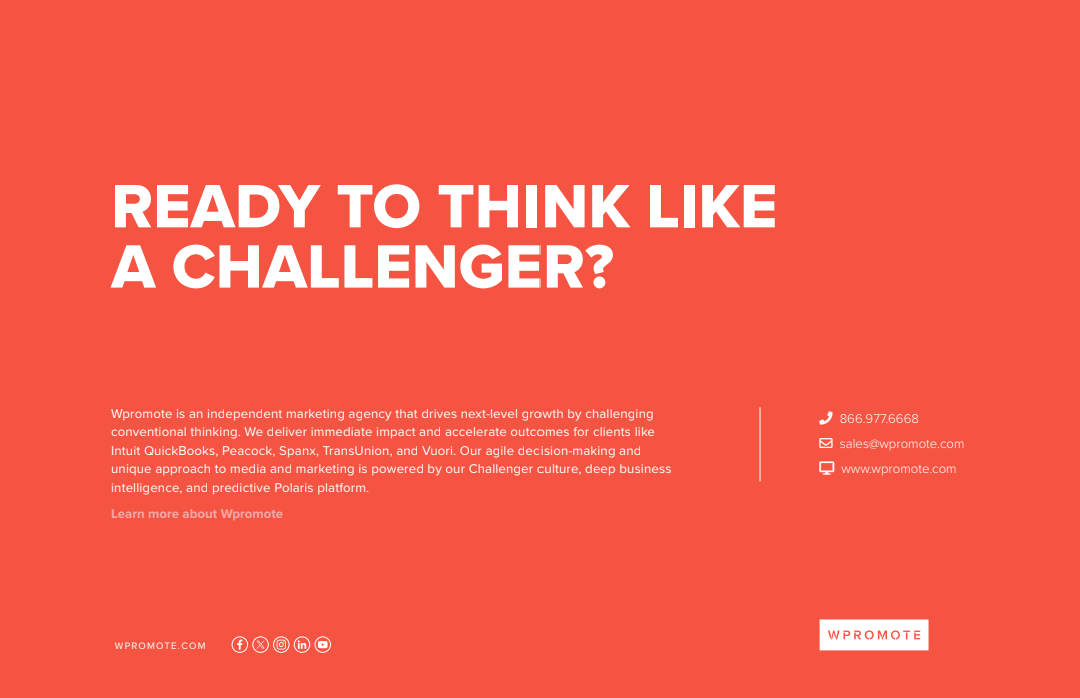 READY TO THINK LIKE
A CHALLENGER?
Wpromote is an independent marketing agency that drives next-level growth by challenging
conventional thinking. We deliver immediate impact and accelerate outcomes for clients like
Intuit QuickBooks, Peacock, Spanx, TransUnion, and Vuori. Our agile decision-making and
unique approach to media and marketing is powered by our Challenger culture, deep business
intelligence, and predictive Polaris platform.
Learn more about Wpromote
866.977.6668
sales@wpromote.com
www.wpromote.com
WPROMOTE.COM
WPROMOTE